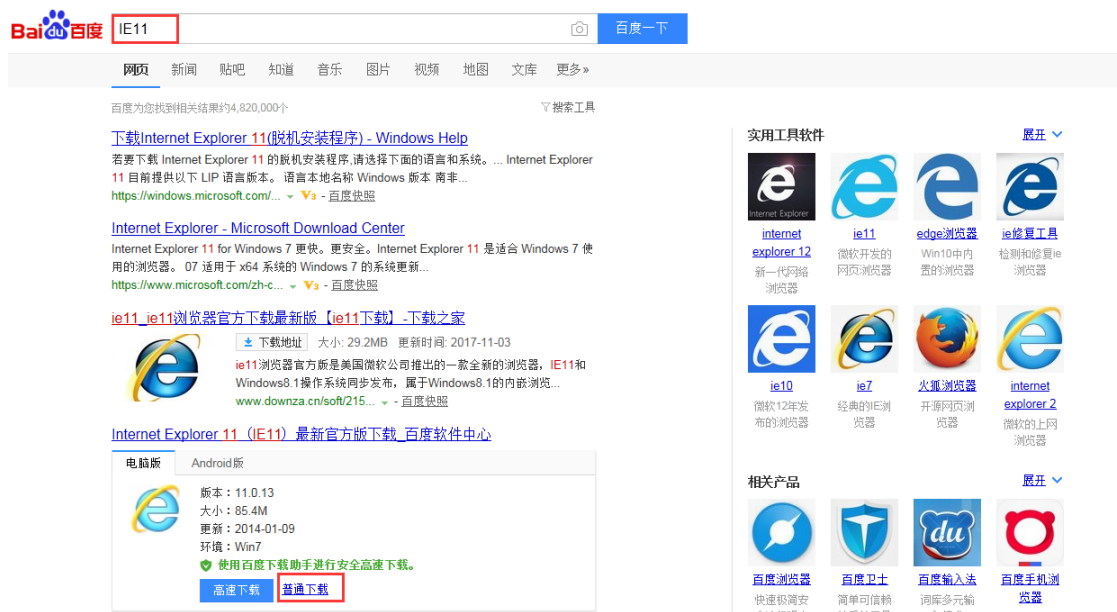 Bai du 百度 IE11 百度一下
网页 新闻 贴吧 知道 音乐 图片 视频 地图 文库 更多»
百度为您找到相关结果约4,820,000个 搜索工具
下载Internet Explorer 11(脱机安装程序) - Windows Help
若要下载 Internet Explorer 11 的脱机安装程序,请选择下面的语言和系统。... Internet Explorer
11 目前提供以下 LIP 语言版本。 语言本地名称 Windows 版本 南非...
https://windows.microsoft.com/... V3 - 百度快照
Internet Explorer - Microsoft Download Center
Internet Explorer 11 for Windows 7 更快。更安全。Internet Explorer 11 是适合 Windows 7 使
用的浏览器。 07 适用于 x64 系统的 Windows 7 的系统更新...
https://www.microsoft.com/zh-c... V3 - 百度快照
ie11_ie11浏览器官方下载最新版【ie11下载】-下载之家
下载地址 大小: 29.2MB 更新时间: 2017-11-03
ie11浏览器官方版是美国微软公司推出的一款全新的浏览器，IE11和
Windows8.1操作系统同步发布，属于Windows8.1的内嵌浏览...
www.downza.cn/soft/215... - 百度快照
Internet Explorer 11（IE11）最新官方版下载_百度软件中心
电脑版 Android版
版本：11.0.13
大小：85.4M
更新：2014-01-09
环境：Win7
使用百度下载助手进行安全高速下载。
高速下载 普通下载
实用工具软件 展开
Internet Explorer
internet
explorer 12
新一代网络
浏览器
ie11
微软开发的
网页浏览器
edge浏览器
Win10中内
置的浏览器
ie修复工具
检测和修复ie
浏览器
ie10
微软12年发
布的浏览器
ie7
经典的IE浏
览器
火狐浏览器
开源网页浏
览器
internet
explorer 2
微软的上网
浏览器
相关产品 展开
百度浏览器
快速极简安
百度卫士
简单可信赖
du
百度输入法
词库多元输
百度手机浏
览器